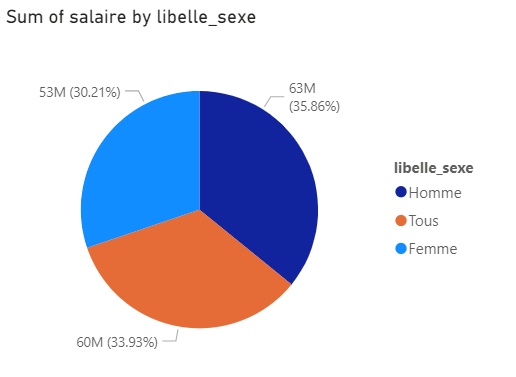 Sum of salaire by libelle_sexe
53M (30.21%)
63M
(35.86%)
libelle_sexe
Homme
Tous
Femme
60M (33.93%)